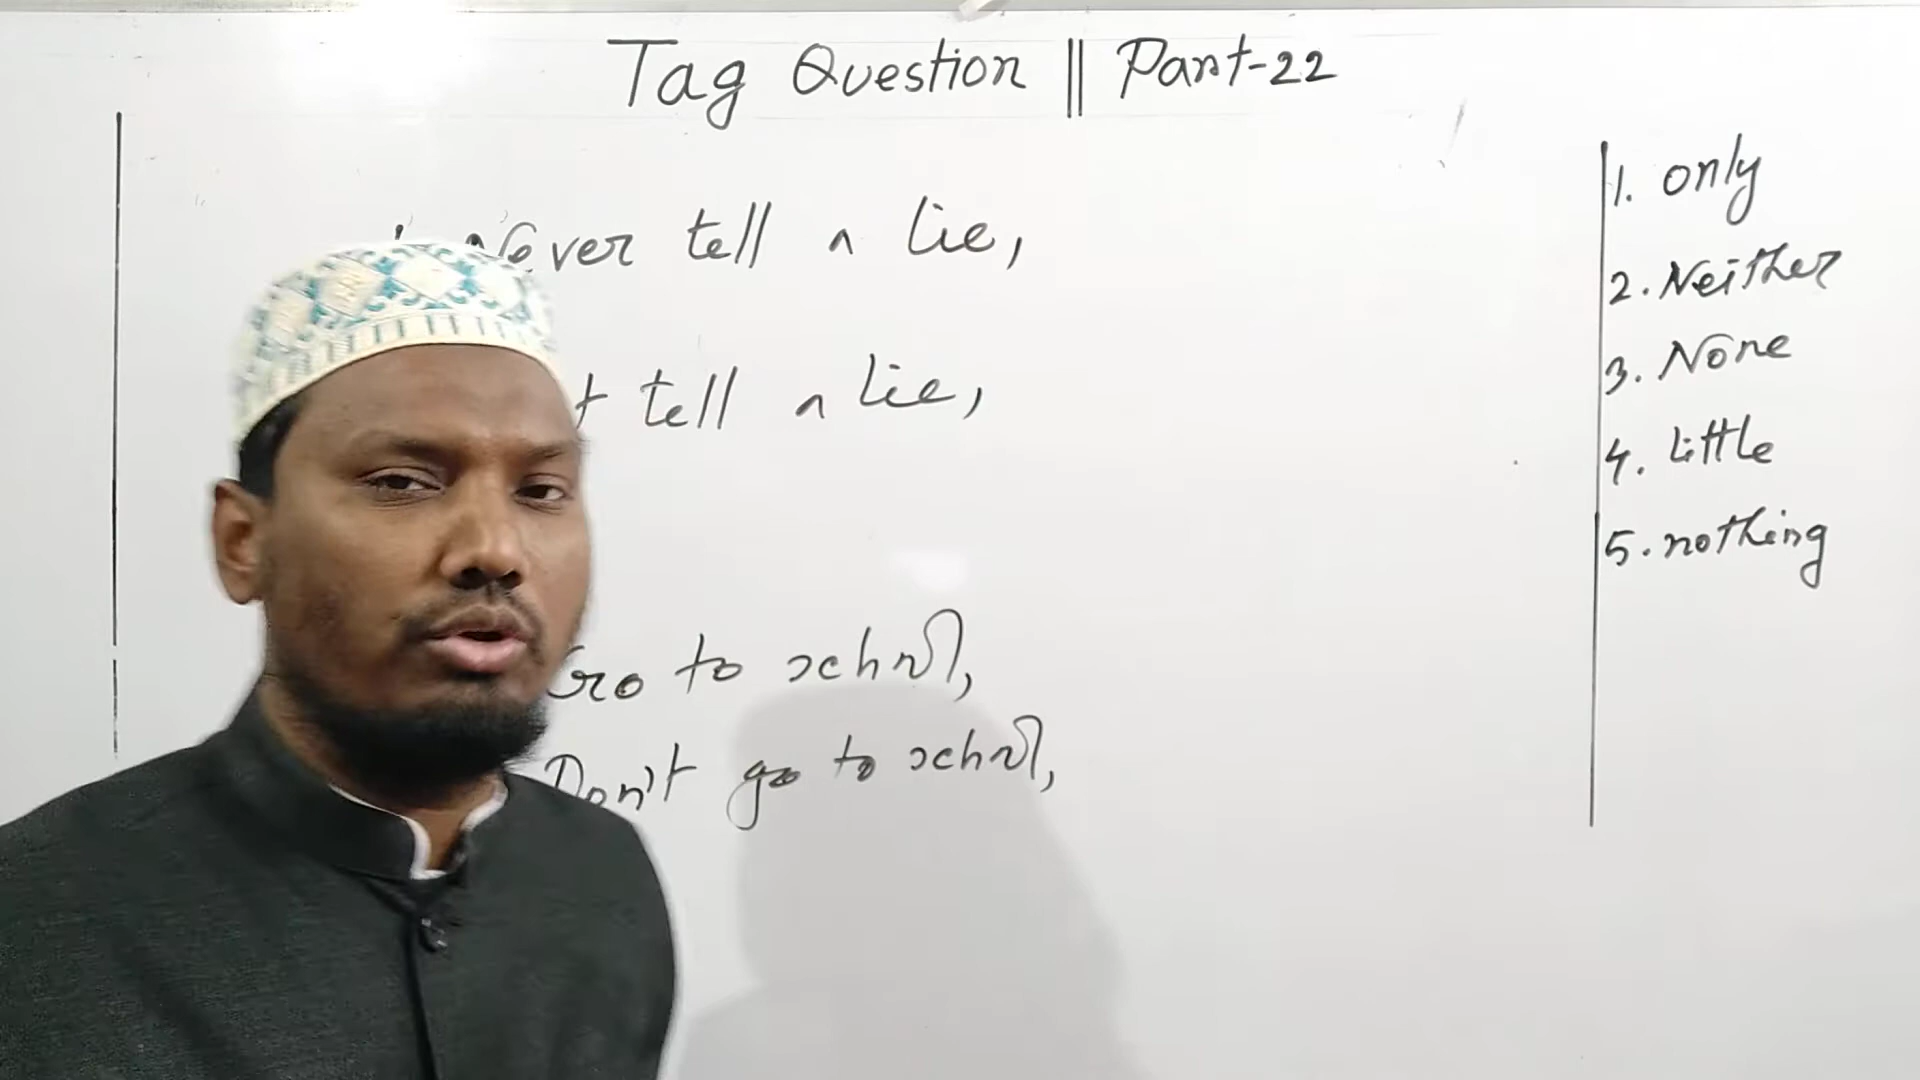 Tag Question || Part-22
Never tell a lie,
tell a lie,
Go to school,
Don't go to school,
1. only
2. Neither
3. None
4. little
5. nothing